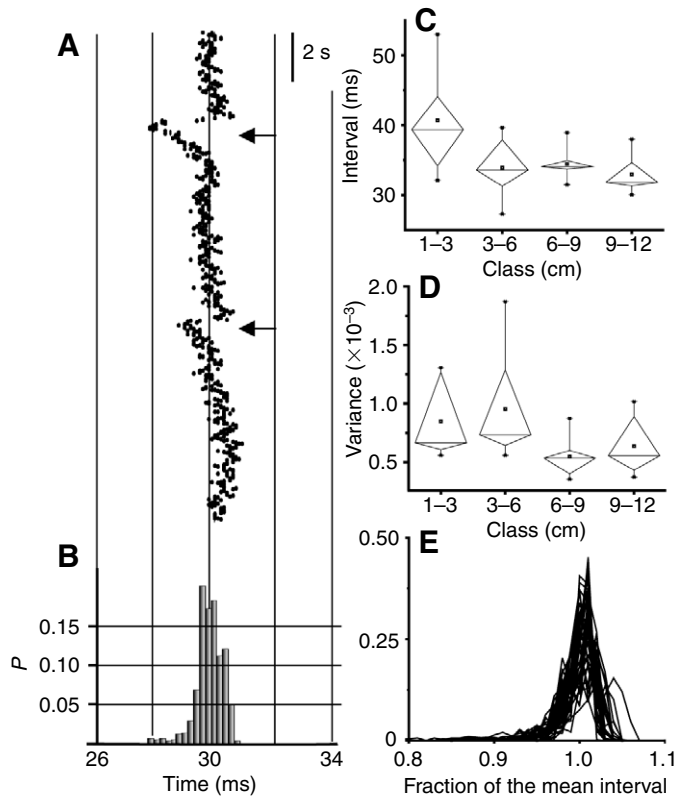 A
2 s
B
0.15
0.10
0.05
P
26
30
34
Time (ms)
C
50
40
30
Interval (ms)
1–3
3–6
6–9
9–12
Class (cm)
D
2.0
1.5
1.0
0.5
Variance (×10⁻³)
1–3
3–6
6–9
9–12
Class (cm)
E
0.50
0.25
0
0.8
0.9
1.0
1.1
Fraction of the mean interval